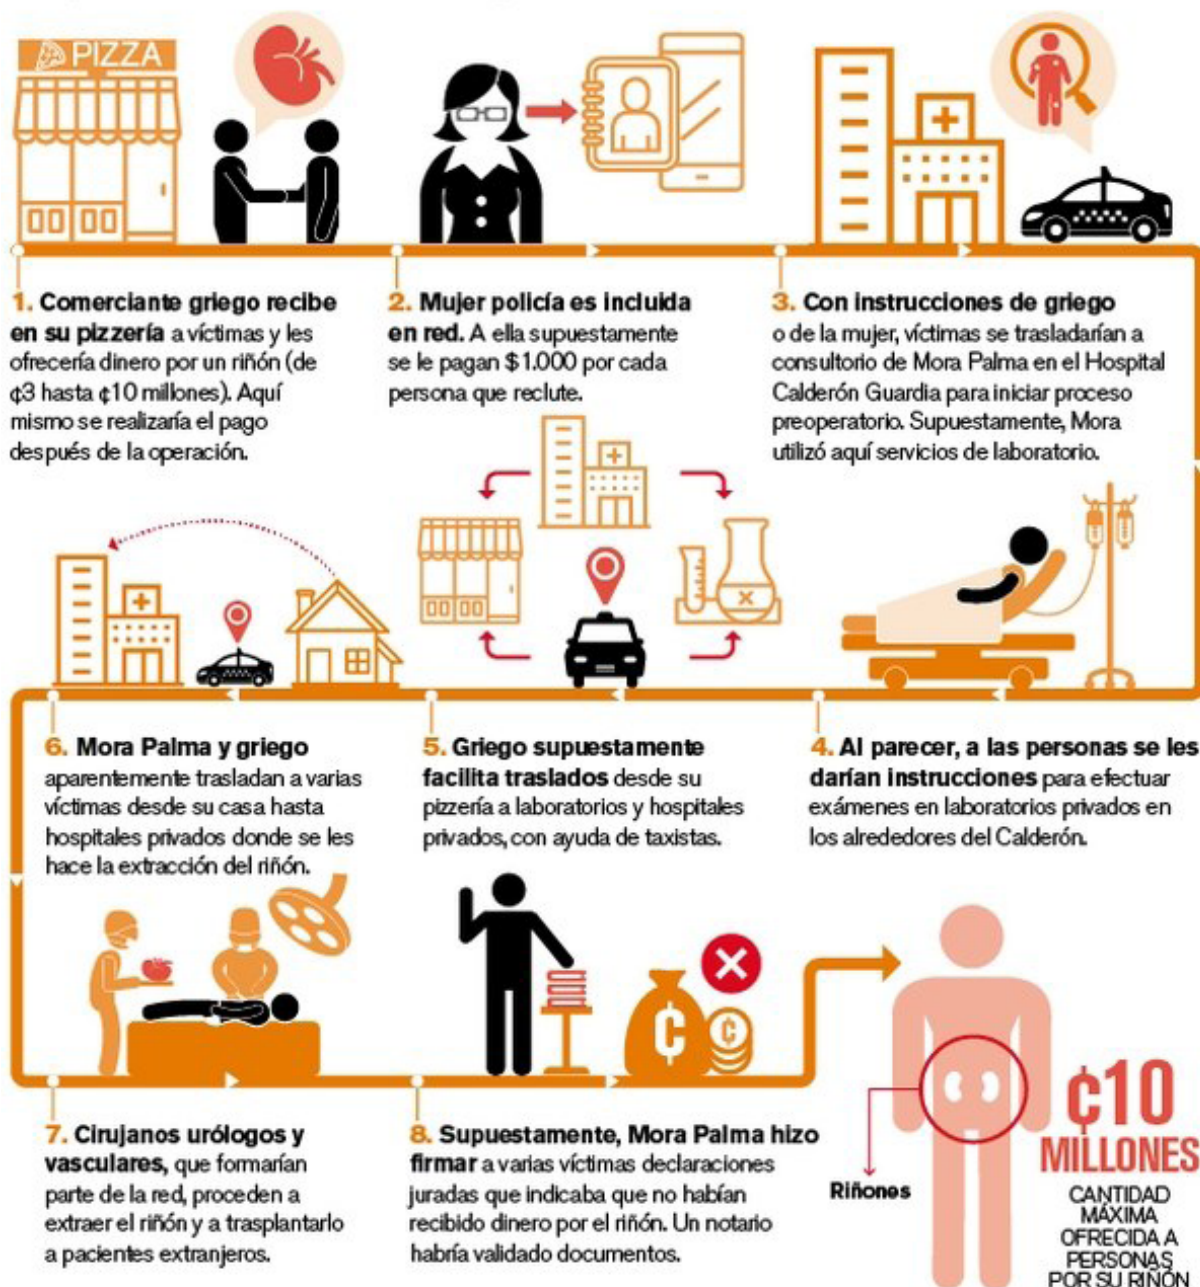 PIZZA
1. Comerciante griego recibe
en su pizzería a víctimas y les
ofrecería dinero por un riñón (de
₡3 hasta ₡10 millones). Aquí
mismo se realizaría el pago
después de la operación.
2. Mujer policía es incluida
en red. A ella supuestamente
se le pagan $1.000 por cada
persona que reclute.
3. Con instrucciones de griego
o de la mujer, víctimas se trasladarían a
consultorio de Mora Palma en el Hospital
Calderón Guardia para iniciar proceso
preoperatorio. Supuestamente, Mora
utilizó aquí servicios de laboratorio.
4. Al parecer, a las personas se les
darían instrucciones para efectuar
exámenes en laboratorios privados en
los alrededores del Calderón.
5. Griego supuestamente
facilita traslados desde su
pizzería a laboratorios y hospitales
privados, con ayuda de taxistas.
6. Mora Palma y griego
aparentemente trasladan a varias
víctimas desde su casa hasta
hospitales privados donde se les
hace la extracción del riñón.
7. Cirujanos urólogos y
vasculares, que formarían
parte de la red, proceden a
extraer el riñón y a trasplantarlo
a pacientes extranjeros.
8. Supuestamente, Mora Palma hizo
firmar a varias víctimas declaraciones
juradas que indicaba que no habían
recibido dinero por el riñón. Un notario
habría validado documentos.
₡
₡
Riñones
₡10
MILLONES
CANTIDAD
MÁXIMA
OFRECIDA A
PERSONAS
POR SU RIÑÓN